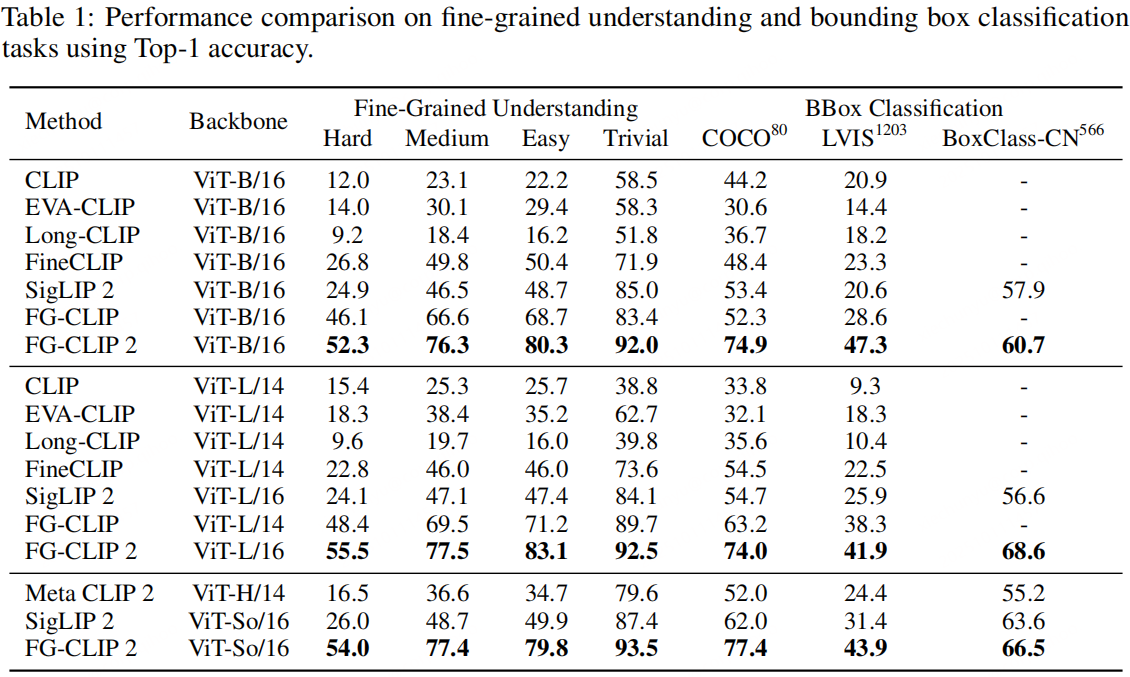 Table 1: Performance comparison on fine-grained understanding and bounding box classification
tasks using Top-1 accuracy.
Method Backbone Fine-Grained Understanding BBox Classification
Hard Medium Easy Trivial COCO80 LVIS1203 BoxClass-CN566
CLIP ViT-B/16 12.0 23.1 22.2 58.5 44.2 20.9 -
EVA-CLIP ViT-B/16 14.0 30.1 29.4 58.3 30.6 14.4 -
Long-CLIP ViT-B/16 9.2 18.4 16.2 51.8 36.7 18.2 -
FineCLIP ViT-B/16 26.8 49.8 50.4 71.9 48.4 23.3 -
SigLIP 2 ViT-B/16 24.9 46.5 48.7 85.0 53.4 20.6 57.9
FG-CLIP ViT-B/16 46.1 66.6 68.7 83.4 52.3 28.6 -
FG-CLIP 2 ViT-B/16 52.3 76.3 80.3 92.0 74.9 47.3 60.7
CLIP ViT-L/14 15.4 25.3 25.7 38.8 33.8 9.3 -
EVA-CLIP ViT-L/14 18.3 38.4 35.2 62.7 32.1 18.3 -
Long-CLIP ViT-L/14 9.6 19.7 16.0 39.8 35.6 10.4 -
FineCLIP ViT-L/14 22.8 46.0 46.0 73.6 54.5 22.5 -
SigLIP 2 ViT-L/16 24.1 47.1 47.4 84.1 54.7 25.9 56.6
FG-CLIP ViT-L/14 48.4 69.5 71.2 89.7 63.2 38.3 -
FG-CLIP 2 ViT-L/16 55.5 77.5 83.1 92.5 74.0 41.9 68.6
Meta CLIP 2 ViT-H/14 16.5 36.6 34.7 79.6 52.0 24.4 55.2
SigLIP 2 ViT-So/16 26.0 48.7 49.9 87.4 62.0 31.4 63.6
FG-CLIP 2 ViT-So/16 54.0 77.4 79.8 93.5 77.4 43.9 66.5